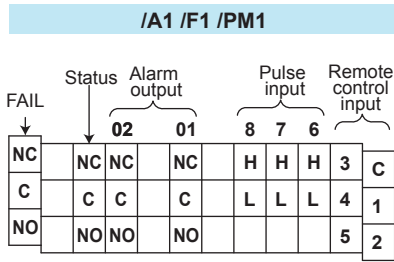 /A1 /F1 /PM1
FAIL Status Alarm output Pulse input Remote control input
02 01 8 7 6
NC NC NC NC H H H 3 C
C C C C L L L 4 1
NO NO NO NO 5 2